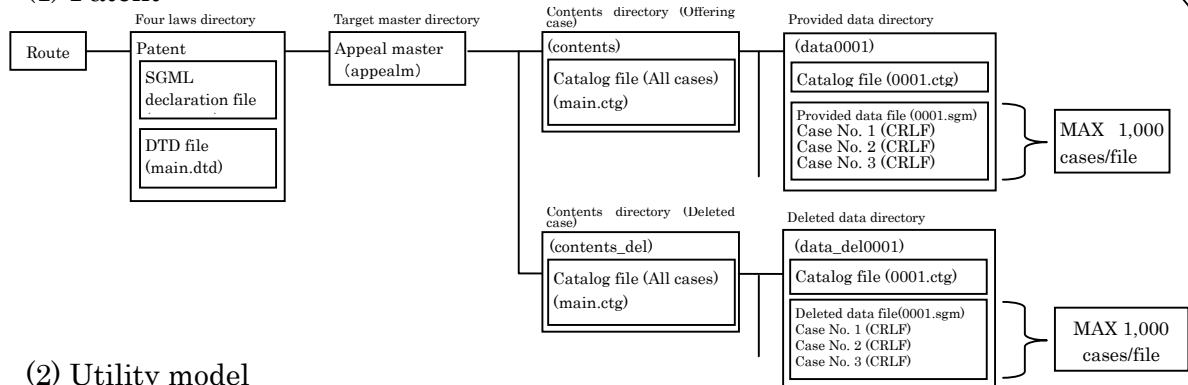 (1) Patent
Four laws directory
Target master directory
Contents directory (Offering
case)
Provided data directory
Route
Patent
SGML
declaration file
DTD file
(main.dtd)
Appeal master
(appealm)
(contents)
Catalog file (All cases)
(main.ctg)
(data0001)
Catalog file (0001.ctg)
Provided data file (0001.sgm)
Case No. 1 (CRLF)
Case No. 2 (CRLF)
Case No. 3 (CRLF)
MAX 1,000
cases/file
Contents directory (Deleted
case)
Deleted data directory
(contents_del)
Catalog file (All cases)
(main.ctg)
(data_del0001)
Catalog file (0001.ctg)
Deleted data file(0001.sgm)
Case No. 1 (CRLF)
Case No. 2 (CRLF)
Case No. 3 (CRLF)
MAX 1,000
cases/file
(2) Utility model